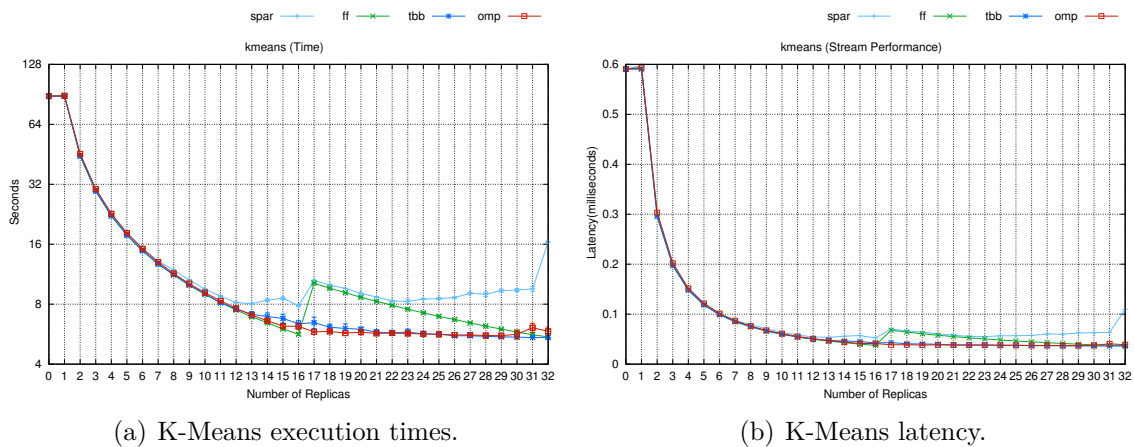 spar ff tbb omp
kmeans (Time)
128
64
32
16
8
4
Seconds
0 1 2 3 4 5 6 7 8 9 10 11 12 13 14 15 16 17 18 19 20 21 22 23 24 25 26 27 28 29 30 31 32
Number of Replicas
(a) K-Means execution times.
spar ff tbb omp
kmeans (Stream Performance)
0.6
0.5
0.4
0.3
0.2
0.1
0
Latency(milliseconds)
0 1 2 3 4 5 6 7 8 9 10 11 12 13 14 15 16 17 18 19 20 21 22 23 24 25 26 27 28 29 30 31 32
Number of Replicas
(b) K-Means latency.